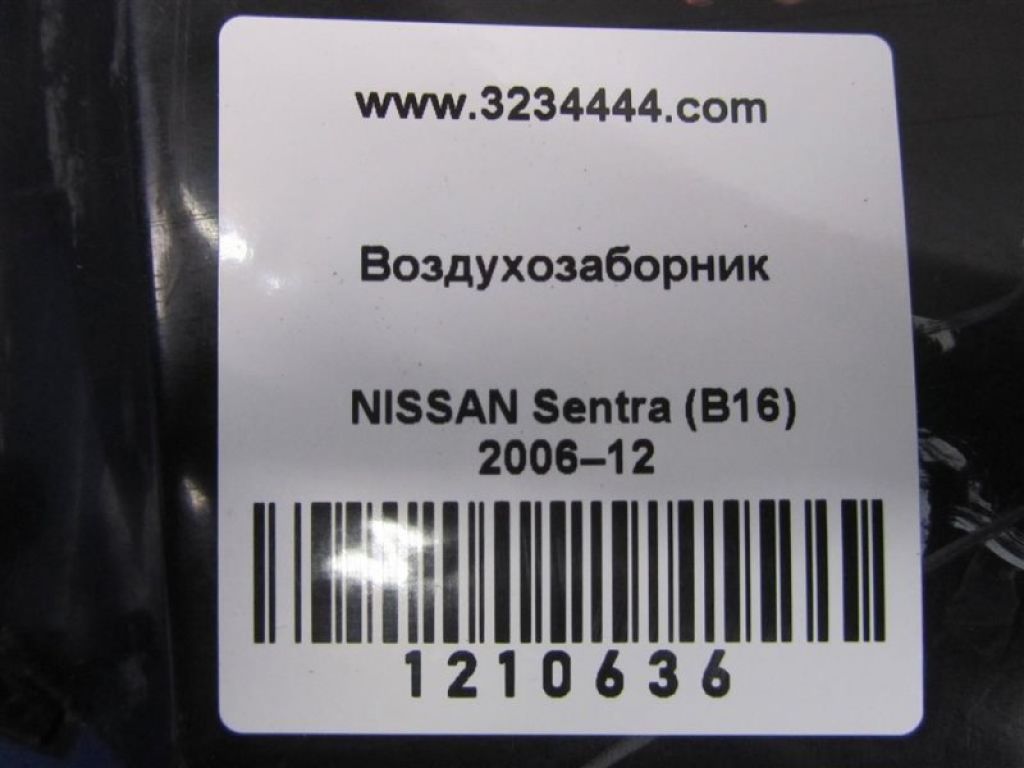 www.3234444.com
Воздухозаборник
NISSAN Sentra (B16)
2006–12
1210636